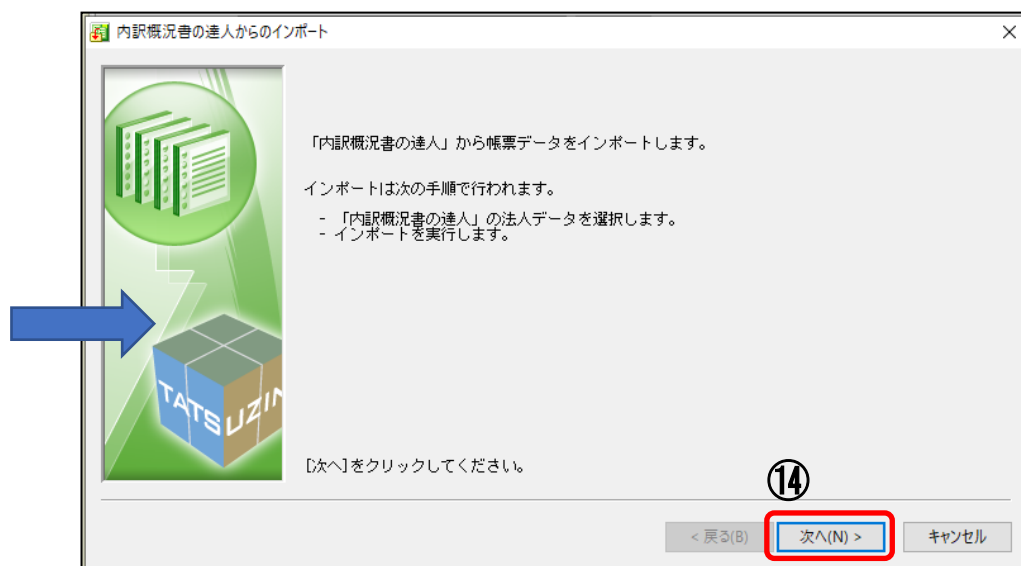 内訳概況書の達人からのインポート
「内訳概況書の達人」から帳票データをインポートします。
インポートは次の手順で行われます。
- 「内訳概況書の達人」の法人データを選択します。
- インポートを実行します。
TATSUZIN
[次へ]をクリックしてください。
⑭
< 戻る(B)
次へ(N) >
キャンセル